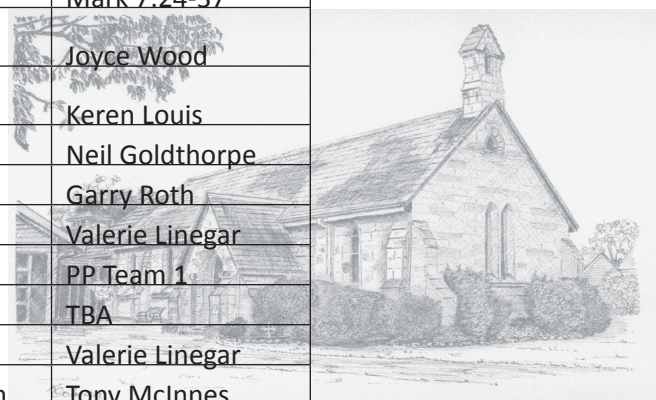 Mark 7:24-37
Joyce Wood
Keren Louis
Neil Goldthorpe
Garry Roth
Valerie Linegar
PP Team 1
TBA
Valerie Linegar
Tony McInnes